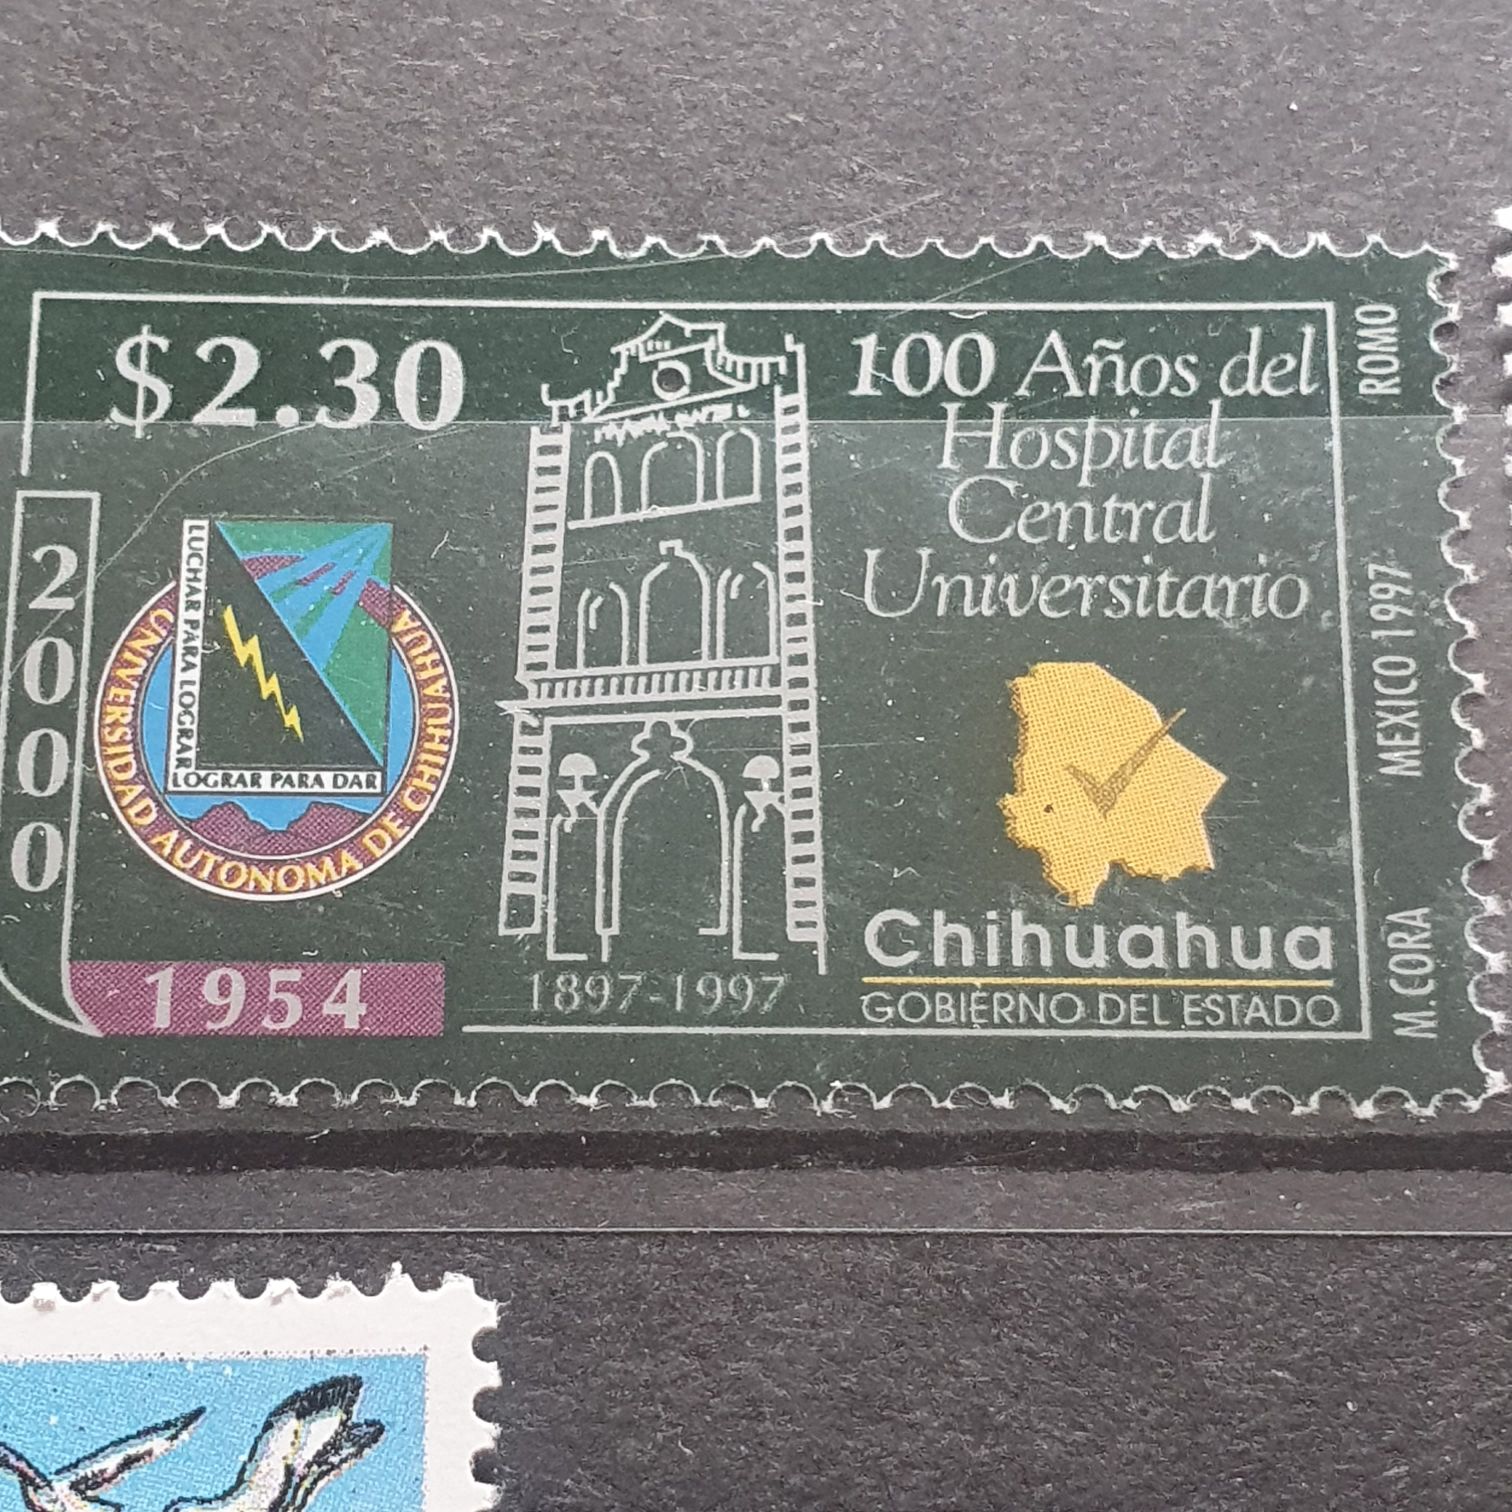 $2.30
100 Años del
Hospital
Central
Universitario
2000
LUCHAR PARA LOGRAR
LOGRAR PARA DAR
UNIVERSIDAD AUTONOMA DE CHIHUAHUA
1954
1897-1997
Chihuahua
GOBIERNO DEL ESTADO
ROMO
MEXICO 1997
M. CORA